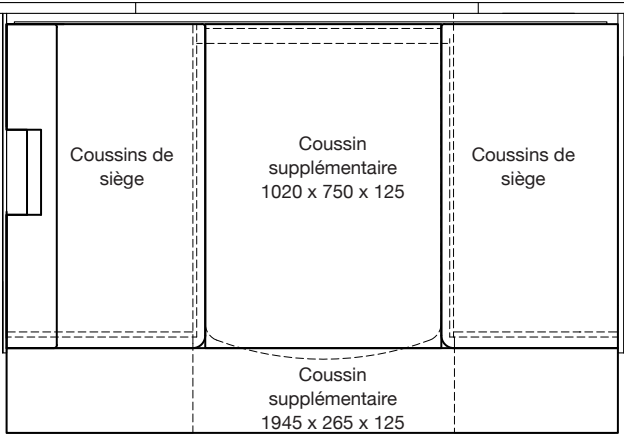 Coussins de
siège
Coussin
supplémentaire
1020 x 750 x 125
Coussins de
siège
Coussin
supplémentaire
1945 x 265 x 125